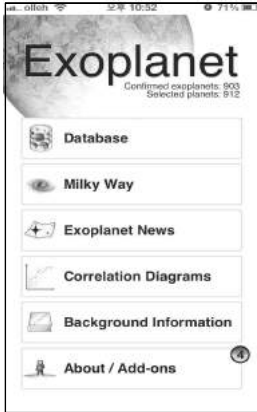 olleh 오후 10:52 71%
Exoplanet
Confirmed exoplanets: 903
Selected planets: 912
Database
Milky Way
Exoplanet News
Correlation Diagrams
Background Information
4
About / Add-ons